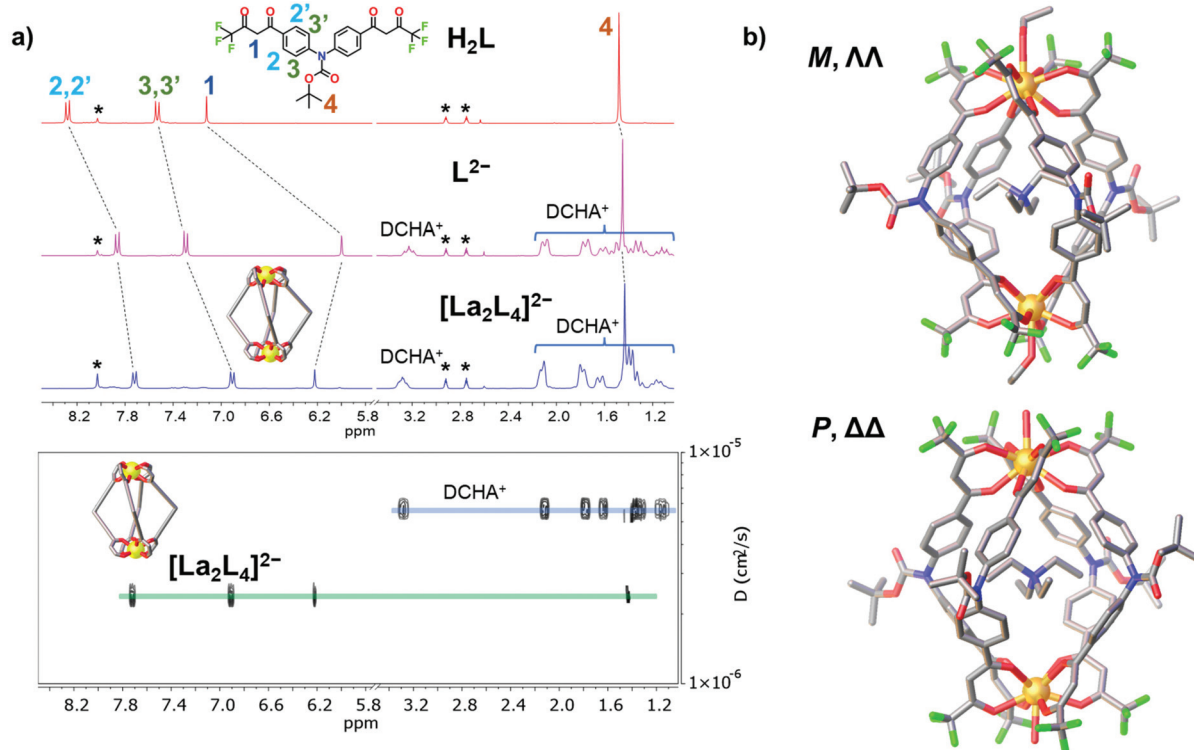 a)
F
F
F
O
O
O
O
F
F
F
N
O
O
2'
3'
1
2
3
4
H₂L
4
2,2'
*
3,3'
1
*
*
L²⁻
DCHA⁺
DCHA⁺
*
*
*
[La₂L₄]²⁻
DCHA⁺
DCHA⁺
*
*
*
8.2 7.8 7.4 7.0 6.6 6.2 5.8 2.8 2.4 2.0 1.6 1.2
ppm
DCHA⁺
[La₂L₄]²⁻
1×10⁻⁵
D (cm²/s)
1×10⁻⁶
8.2 7.8 7.4 7.0 6.6 6.2 3.2 2.8 2.4 2.0 1.6 1.2
ppm
b)
M, ΛΛ
P, ΔΔ